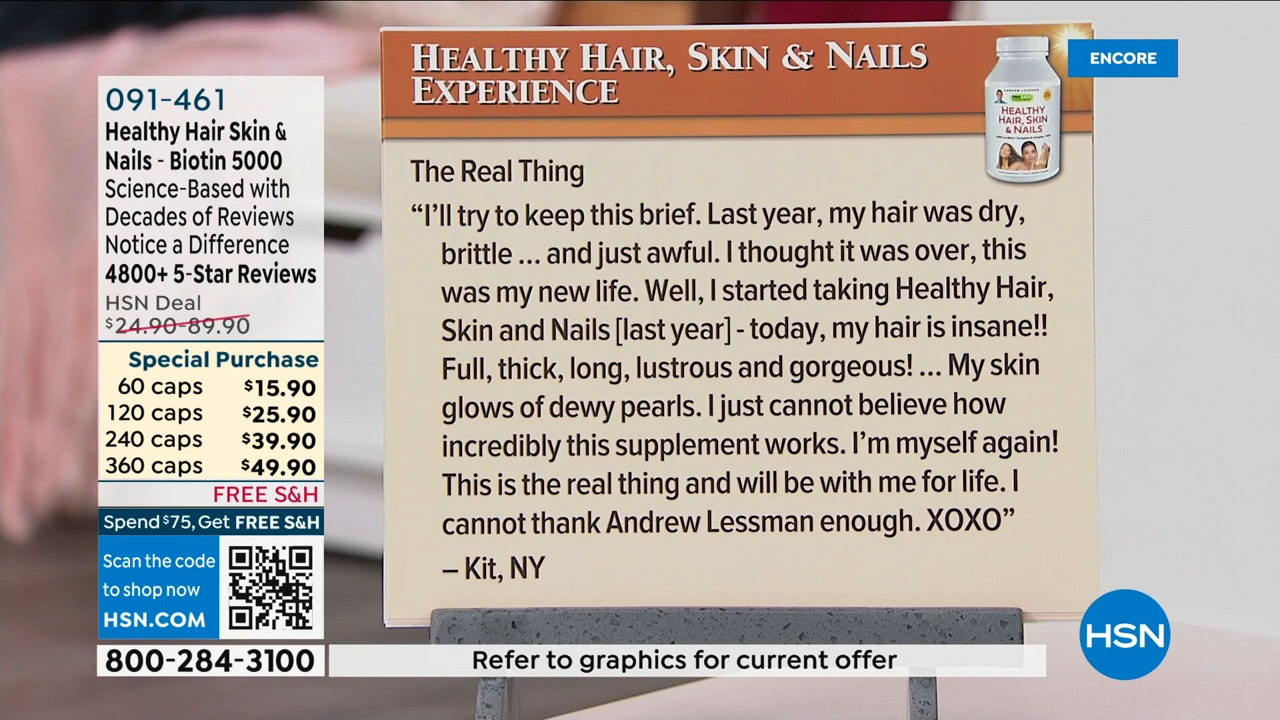 091-461
Healthy Hair Skin &
Nails - Biotin 5000
Science-Based with
Decades of Reviews
Notice a Difference
4800+ 5-Star Reviews
HSN Deal
$24.90-89.90
Special Purchase
60 caps $15.90
120 caps $25.90
240 caps $39.90
360 caps $49.90
FREE S&H
Spend $75, Get FREE S&H
Scan the code
to shop now
HSN.COM
800-284-3100
HEALTHY HAIR, SKIN & NAILS
EXPERIENCE
HEALTHY
HAIR, SKIN
& NAILS
ENCORE
The Real Thing
“I’ll try to keep this brief. Last year, my hair was dry,
brittle ... and just awful. I thought it was over, this
was my new life. Well, I started taking Healthy Hair,
Skin and Nails [last year] - today, my hair is insane!!
Full, thick, long, lustrous and gorgeous! ... My skin
glows of dewy pearls. I just cannot believe how
incredibly this supplement works. I’m myself again!
This is the real thing and will be with me for life. I
cannot thank Andrew Lessman enough. XOXO”
– Kit, NY
HSN
Refer to graphics for current offer